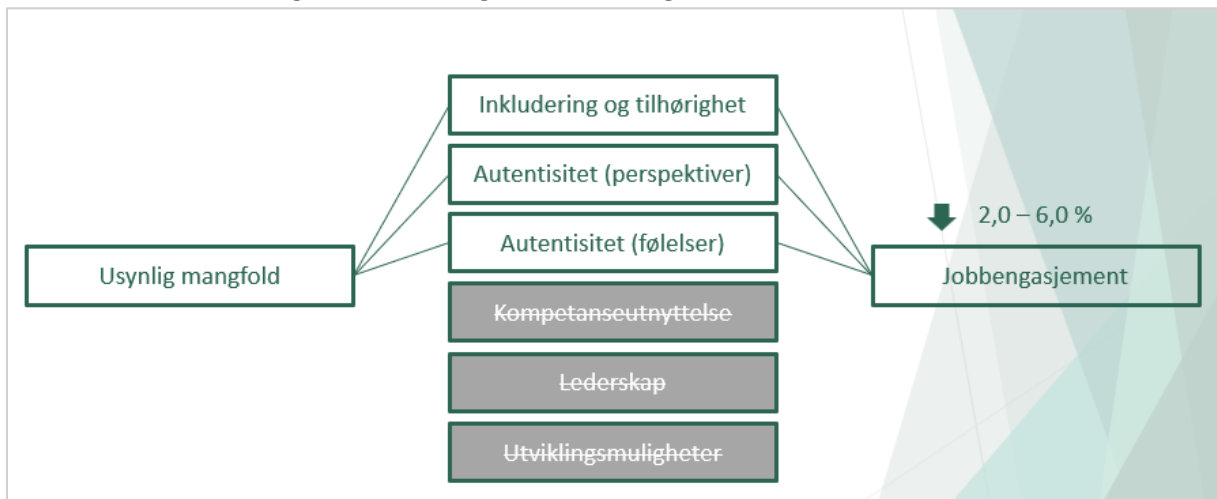 Inkludering og tilhørighet
Autentisitet (perspektiver)
2,0 – 6,0 %
Autentisitet (følelser)
Usynlig mangfold
Jobbengasjement
Kompetanseutnyttelse
Lederskap
Utviklingsmuligheter